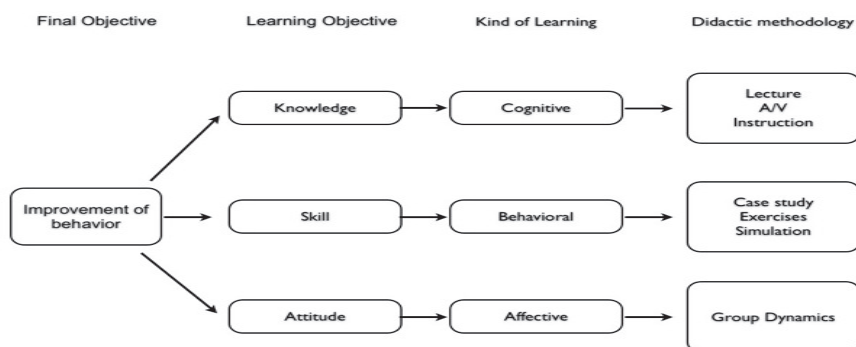 Final Objective
Learning Objective
Kind of Learning
Didactic methodology
Knowledge
Cognitive
Lecture
A/V
Instruction
Improvement of
behavior
Skill
Behavioral
Case study
Exercises
Simulation
Attitude
Affective
Group Dynamics